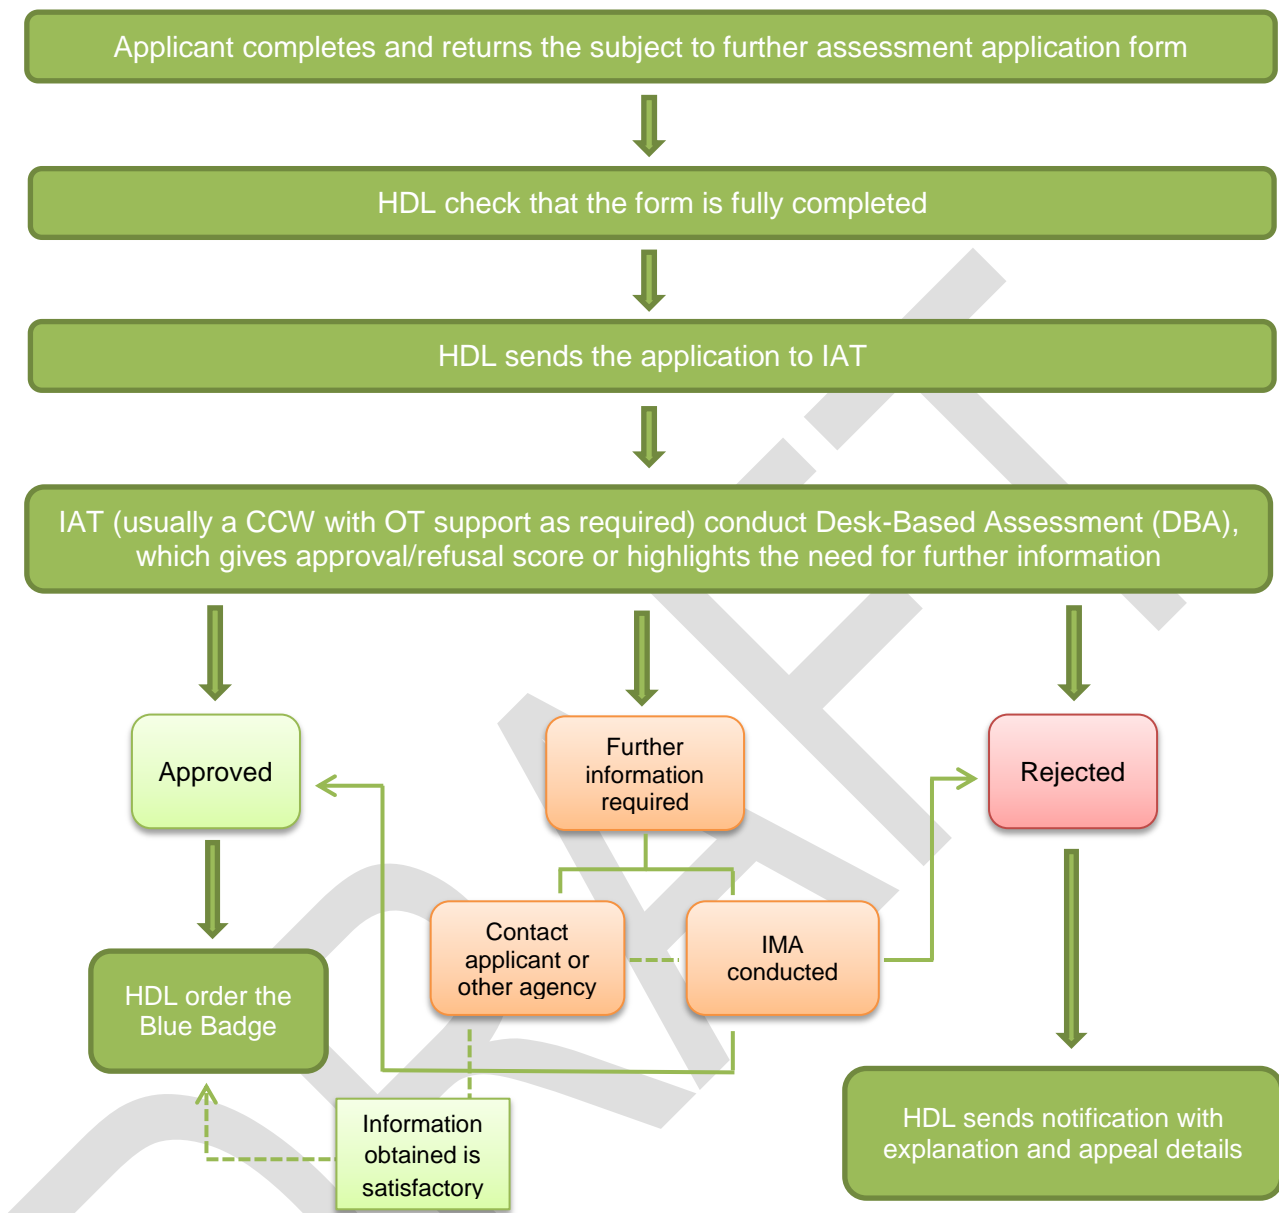 Applicant completes and returns the subject to further assessment application form
HDL check that the form is fully completed
HDL sends the application to IAT
IAT (usually a CCW with OT support as required) conduct Desk-Based Assessment (DBA),
which gives approval/refusal score or highlights the need for further information
Approved
Further
information
required
Rejected
Contact
applicant or
other agency
IMA
conducted
HDL order the
Blue Badge
Information
obtained is
satisfactory
HDL sends notification with
explanation and appeal details
DRAFT